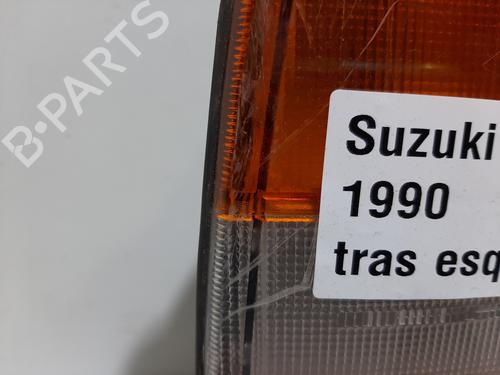 B-PARTS
Suzuki
1990
tras esq